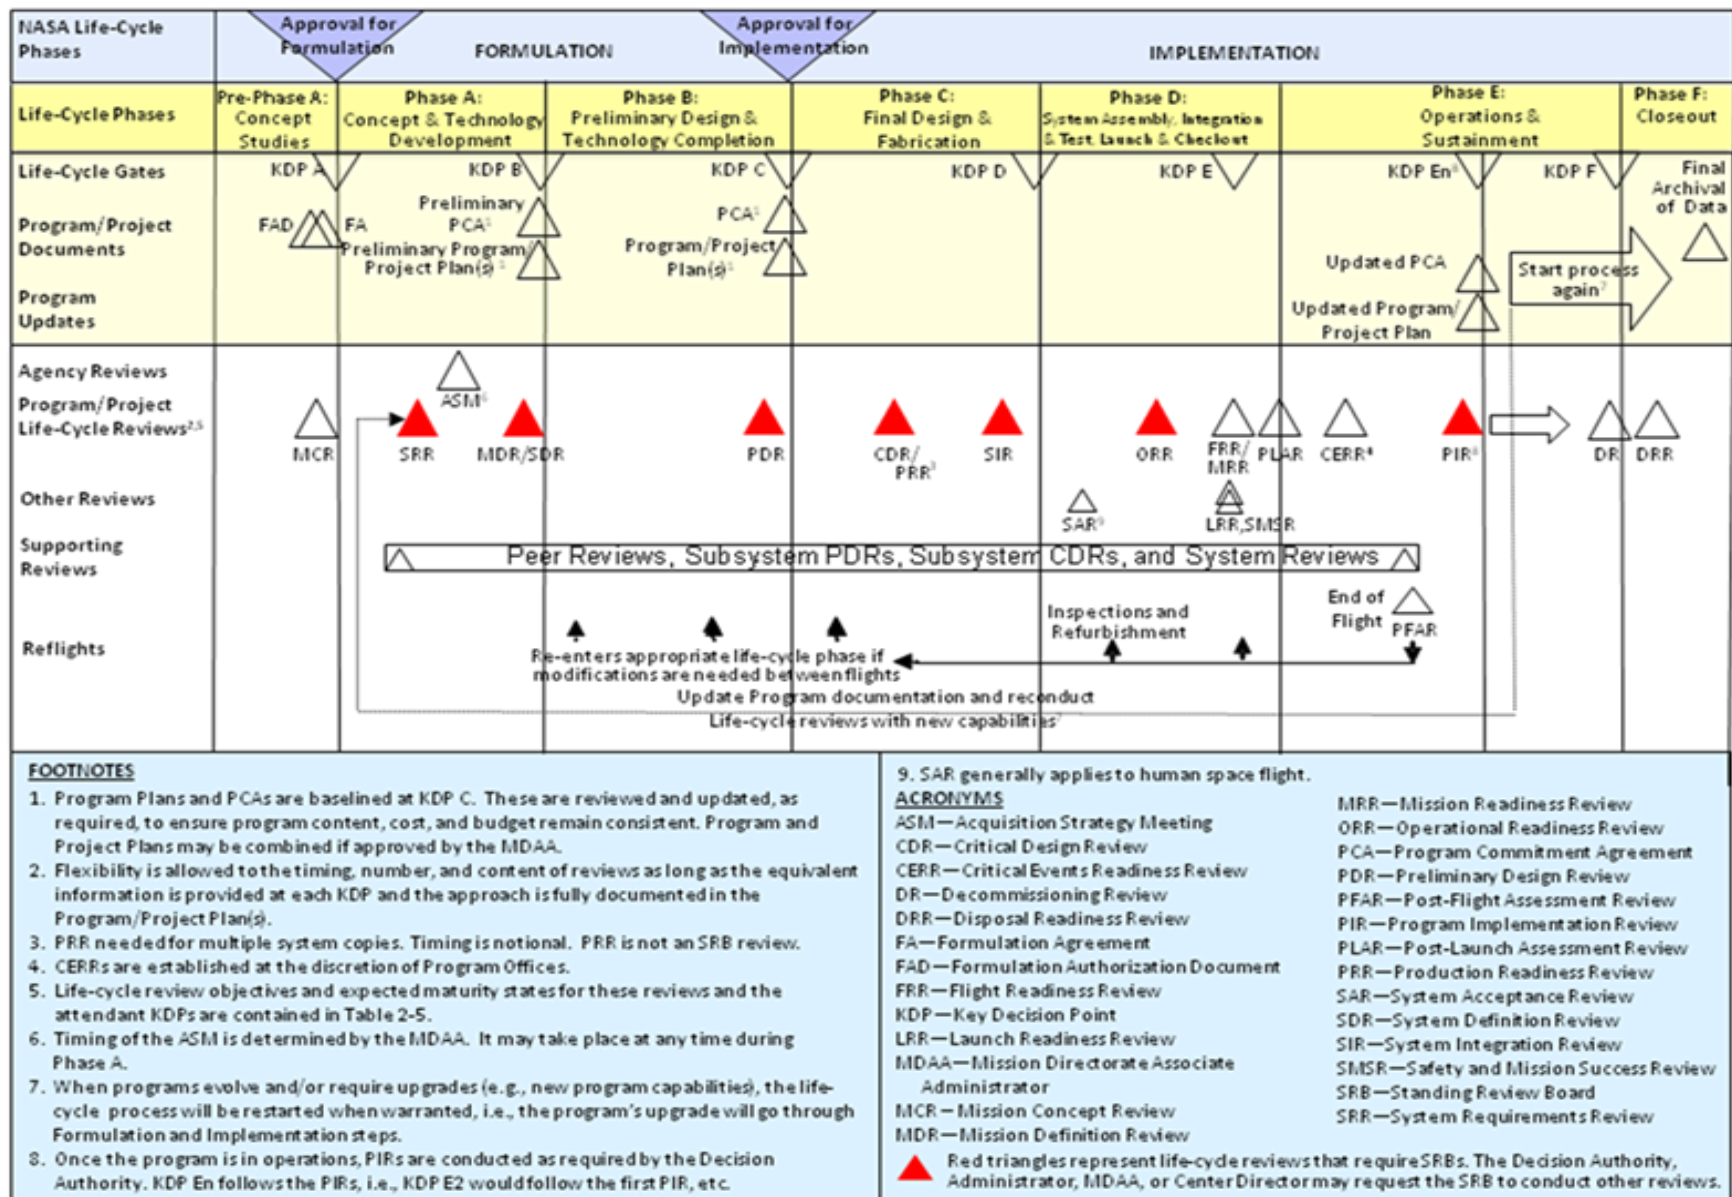 NASA Life-Cycle
Phases
Approval for
Formulation
FORMULATION
Approval for
Implementation
IMPLEMENTATION
Life-Cycle Phases
Pre-Phase A:
Concept
Studies
Phase A:
Concept & Technology
Development
Phase B:
Preliminary Design &
Technology Completion
Phase C:
Final Design &
Fabrication
Phase D:
System Assembly, Integration
& Test, Launch & Checkout
Phase E:
Operations &
Sustainment
Phase F:
Closeout
Life-Cycle Gates
KDP A
KDP B
KDP C
KDP D
KDP E
KDP En⁸
KDP F
Final
Archival
of Data
Program/Project
Documents
FAD
FA
Preliminary
PCA¹
Preliminary Program/
Project Plan(s) ¹
PCA¹
Program/Project
Plan(s)¹
Program
Updates
Updated PCA
Updated Program/
Project Plan
Start process
again⁷
Agency Reviews
ASM⁶
Program/Project
Life-Cycle Reviews²,⁵
MCR
SRR
MDR/SDR
PDR
CDR/
PRR³
SIR
ORR
FRR/
MRR
PLAR
CERR⁴
PIR⁸
DR
DRR
Other Reviews
SAR⁹
LRR,SMSR
Supporting
Reviews
Peer Reviews, Subsystem PDRs, Subsystem CDRs, and System Reviews
Reflights
Inspections and
Refurbishment
End of
Flight
PFAR
Re-enters appropriate life-cycle phase if
modifications are needed between flights
Update Program documentation and reconduct
Life-cycle reviews with new capabilities⁷
FOOTNOTES
1. Program Plans and PCAs are baselined at KDP C. These are reviewed and updated, as
required, to ensure program content, cost, and budget remain consistent. Program and
Project Plans may be combined if approved by the MDAA.
2. Flexibility is allowed to the timing, number, and content of reviews as long as the equivalent
information is provided at each KDP and the approach is fully documented in the
Program/Project Plan(s).
3. PRR needed for multiple system copies. Timing is notional. PRR is not an SRB review.
4. CERRs are established at the discretion of Program Offices.
5. Life-cycle review objectives and expected maturity states for these reviews and the
attendant KDPs are contained in Table 2-5.
6. Timing of the ASM is determined by the MDAA. It may take place at any time during
Phase A.
7. When programs evolve and/or require upgrades (e.g., new program capabilities), the life-
cycle process will be restarted when warranted, i.e., the program's upgrade will go through
Formulation and Implementation steps.
8. Once the program is in operations, PIRs are conducted as required by the Decision
Authority. KDP En follows the PIRs, i.e., KDP E2 would follow the first PIR, etc.
9. SAR generally applies to human space flight.
ACRONYMS
ASM—Acquisition Strategy Meeting
CDR—Critical Design Review
CERR—Critical Events Readiness Review
DR—Decommissioning Review
DRR—Disposal Readiness Review
FA—Formulation Agreement
FAD—Formulation Authorization Document
FRR—Flight Readiness Review
KDP—Key Decision Point
LRR—Launch Readiness Review
MDAA—Mission Directorate Associate
Administrator
MCR—Mission Concept Review
MDR—Mission Definition Review
MRR—Mission Readiness Review
ORR—Operational Readiness Review
PCA—Program Commitment Agreement
PDR—Preliminary Design Review
PFAR—Post-Flight Assessment Review
PIR—Program Implementation Review
PLAR—Post-Launch Assessment Review
PRR—Production Readiness Review
SAR—System Acceptance Review
SDR—System Definition Review
SIR—System Integration Review
SMSR—Safety and Mission Success Review
SRB—Standing Review Board
SRR—System Requirements Review
Red triangles represent life-cycle reviews that require SRBs. The Decision Authority,
Administrator, MDAA, or Center Director may request the SRB to conduct other reviews.